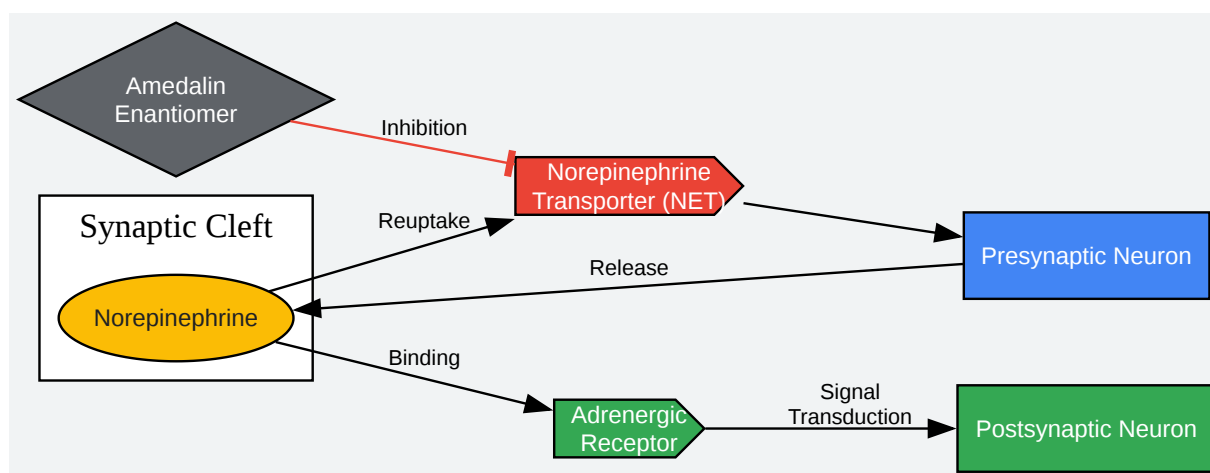 Amedalin
Enantiomer
Inhibition
Norepinephrine
Transporter (NET)
Synaptic Cleft
Reuptake
Presynaptic Neuron
Release
Norepinephrine
Binding
Adrenergic
Receptor
Signal
Transduction
Postsynaptic Neuron